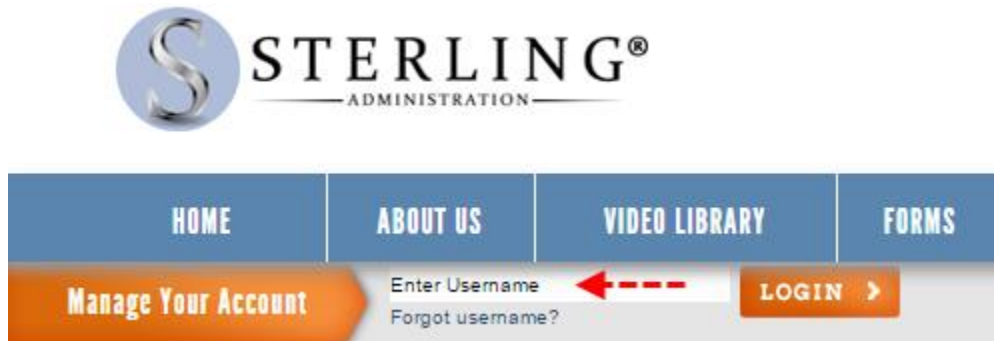 STERLING®
ADMINISTRATION
HOME ABOUT US VIDEO LIBRARY FORMS
Manage Your Account Enter Username LOGIN >
Forgot username?